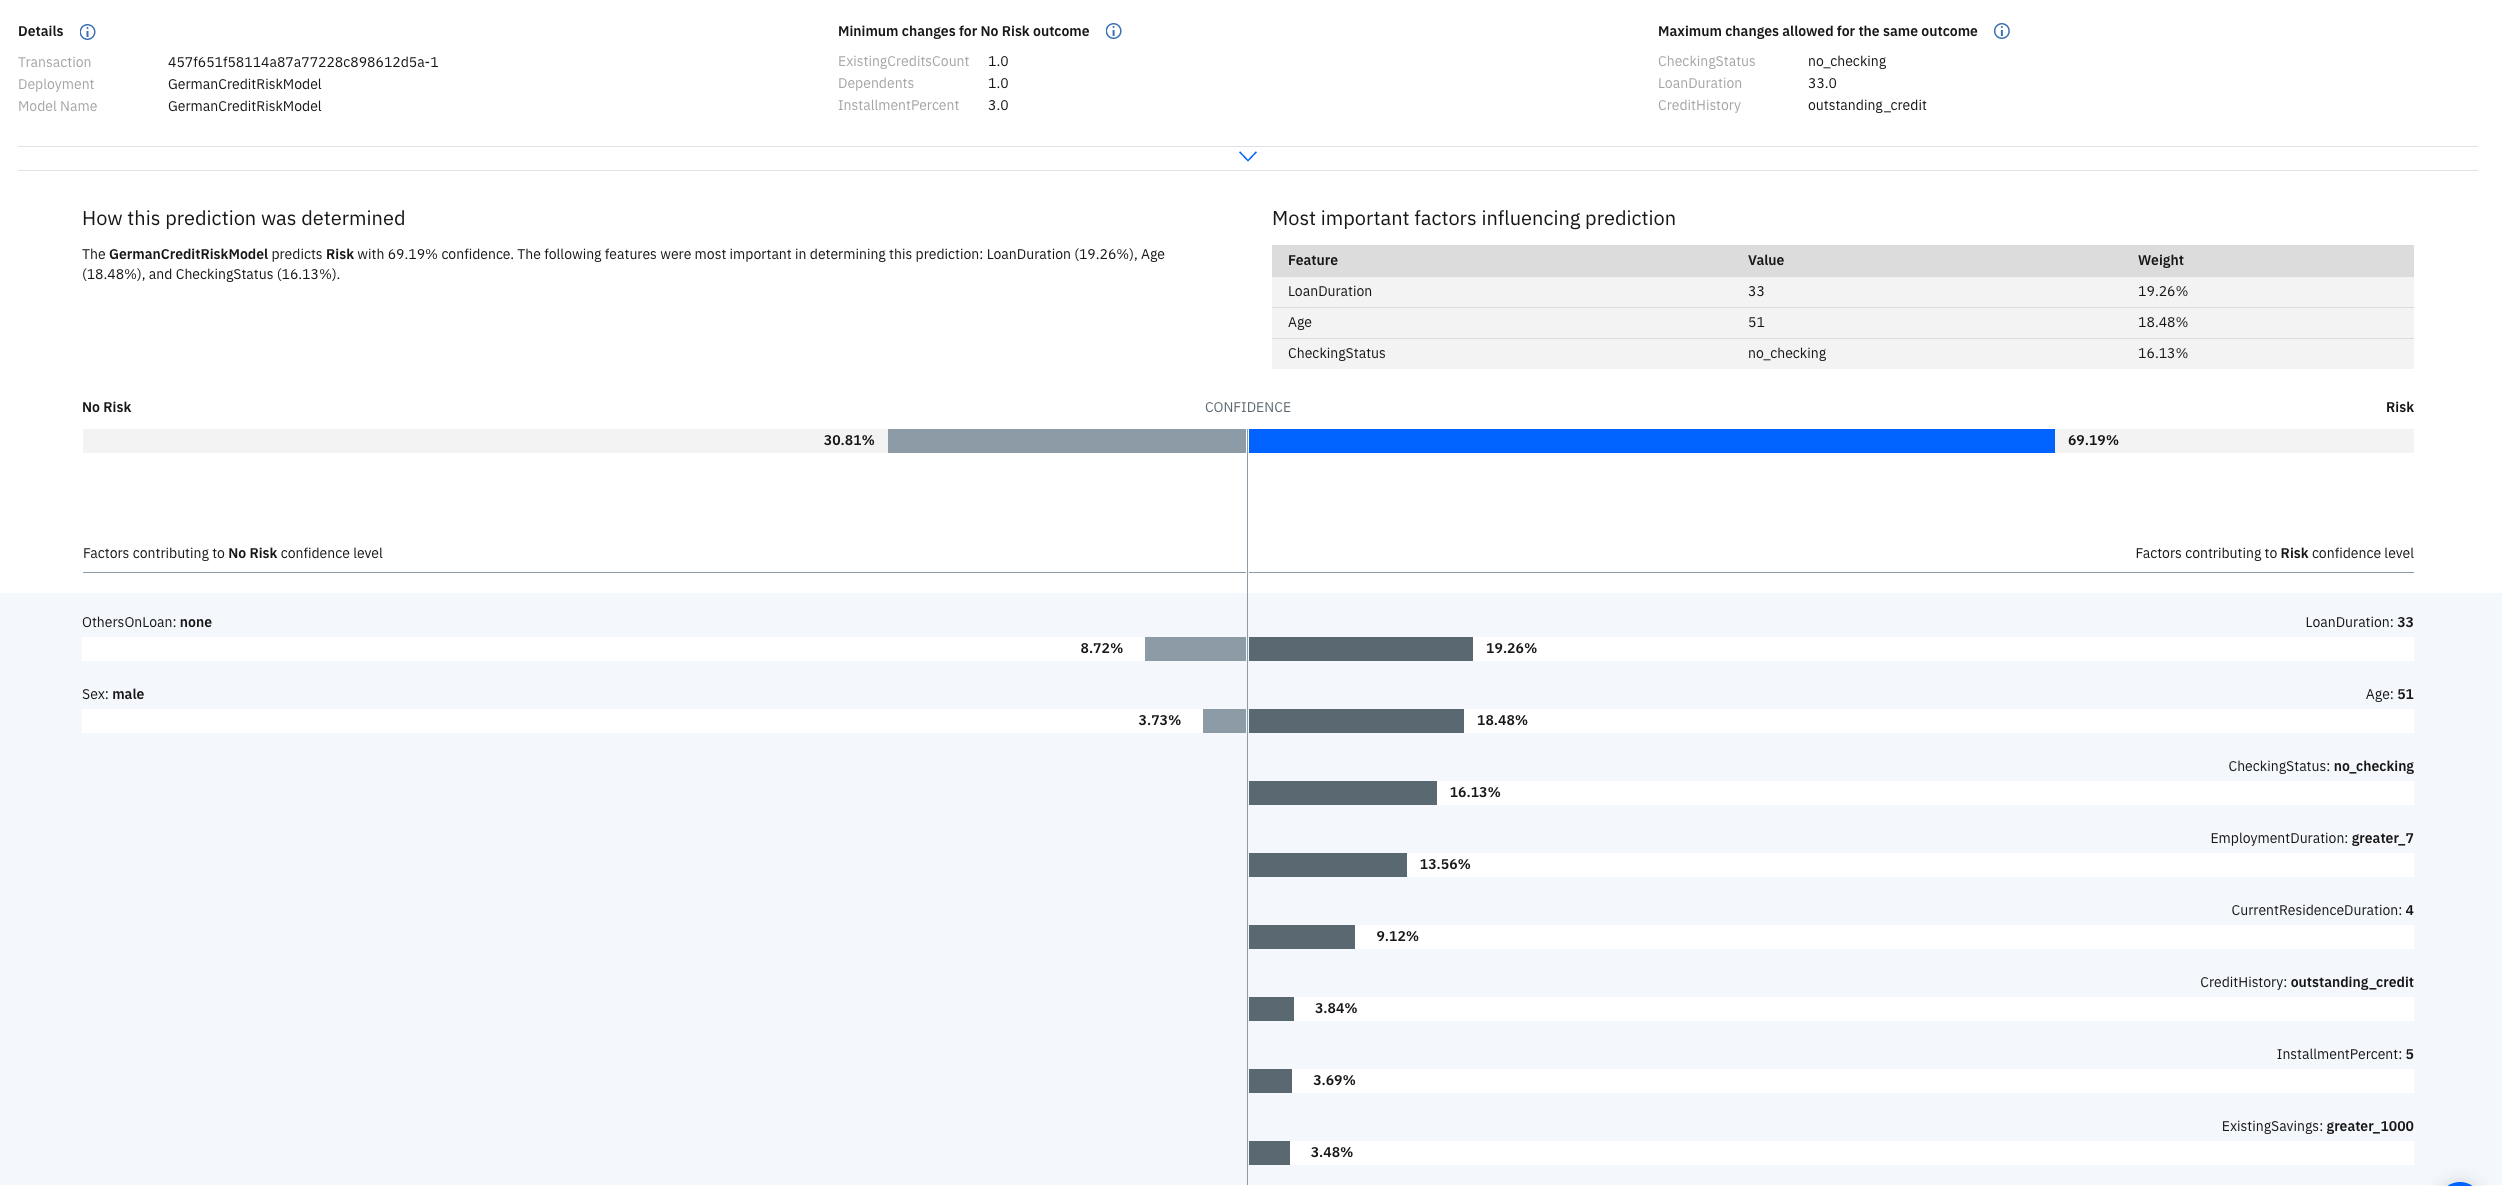 Details
Transaction 457f651f58114a87a77228c898612d5a-1
Deployment GermanCreditRiskModel
Model Name GermanCreditRiskModel
Minimum changes for No Risk outcome
ExistingCreditsCount 1.0
Dependents 1.0
InstallmentPercent 3.0
Maximum changes allowed for the same outcome
CheckingStatus no_checking
LoanDuration 33.0
CreditHistory outstanding_credit
How this prediction was determined
The GermanCreditRiskModel predicts Risk with 69.19% confidence. The following features were most important in determining this prediction: LoanDuration (19.26%), Age
(18.48%), and CheckingStatus (16.13%).
Most important factors influencing prediction
Feature Value Weight
LoanDuration 33 19.26%
Age 51 18.48%
CheckingStatus no_checking 16.13%
No Risk CONFIDENCE Risk
30.81% 69.19%
Factors contributing to No Risk confidence level
Factors contributing to Risk confidence level
OthersOnLoan: none
8.72%
Sex: male
3.73%
LoanDuration: 33
19.26%
Age: 51
18.48%
CheckingStatus: no_checking
16.13%
EmploymentDuration: greater_7
13.56%
CurrentResidenceDuration: 4
9.12%
CreditHistory: outstanding_credit
3.84%
InstallmentPercent: 5
3.69%
ExistingSavings: greater_1000
3.48%